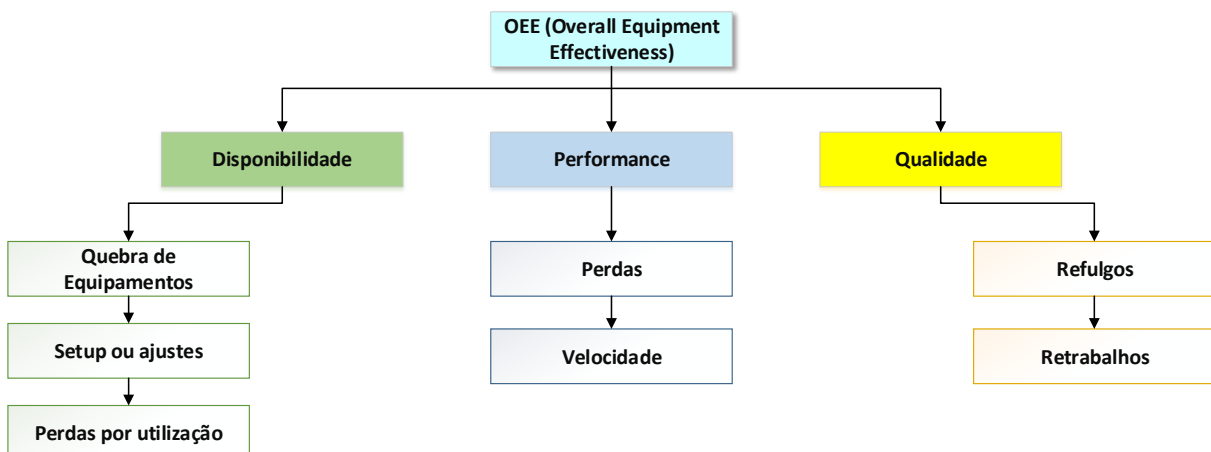 OEE (Overall Equipment
Effectiveness)
Disponibilidade
Performance
Qualidade
Quebra de
Equipamentos
Perdas
Refulgos
Setup ou ajustes
Velocidade
Retrabalhos
Perdas por utilização